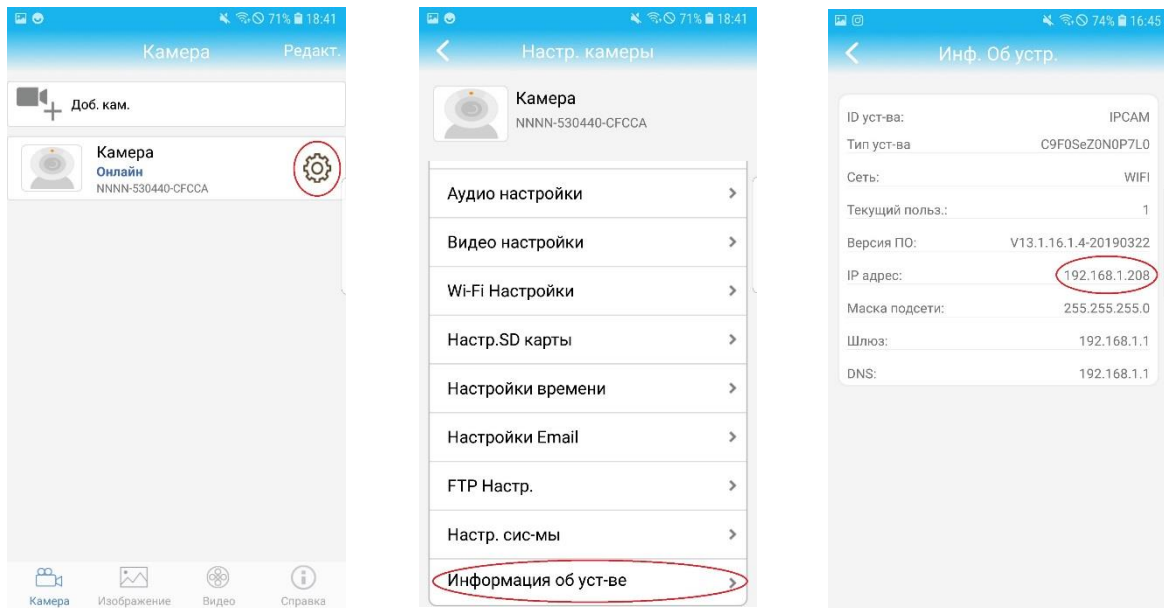 71% 18:41
Камера Редакт.
Доб. кам.
Камера
Онлайн
NNNN-530440-CFCCA
Камера Изображение Видео Справка
71% 18:41
Настр. камеры
Камера
NNNN-530440-CFCCA
Аудио настройки
Видео настройки
Wi-Fi Настройки
Настр.SD карты
Настройки времени
Настройки Email
FTP Настр.
Настр. сис-мы
Информация об уст-ве
74% 16:45
Инф. Об устр.
ID уст-ва: IPCAM
Тип уст-ва C9F0SeZ0N0P7L0
Сеть: WIFI
Текущий польз.: 1
Версия ПО: V13.1.16.1.4-20190322
IP адрес: 192.168.1.208
Маска подсети: 255.255.255.0
Шлюз: 192.168.1.1
DNS: 192.168.1.1